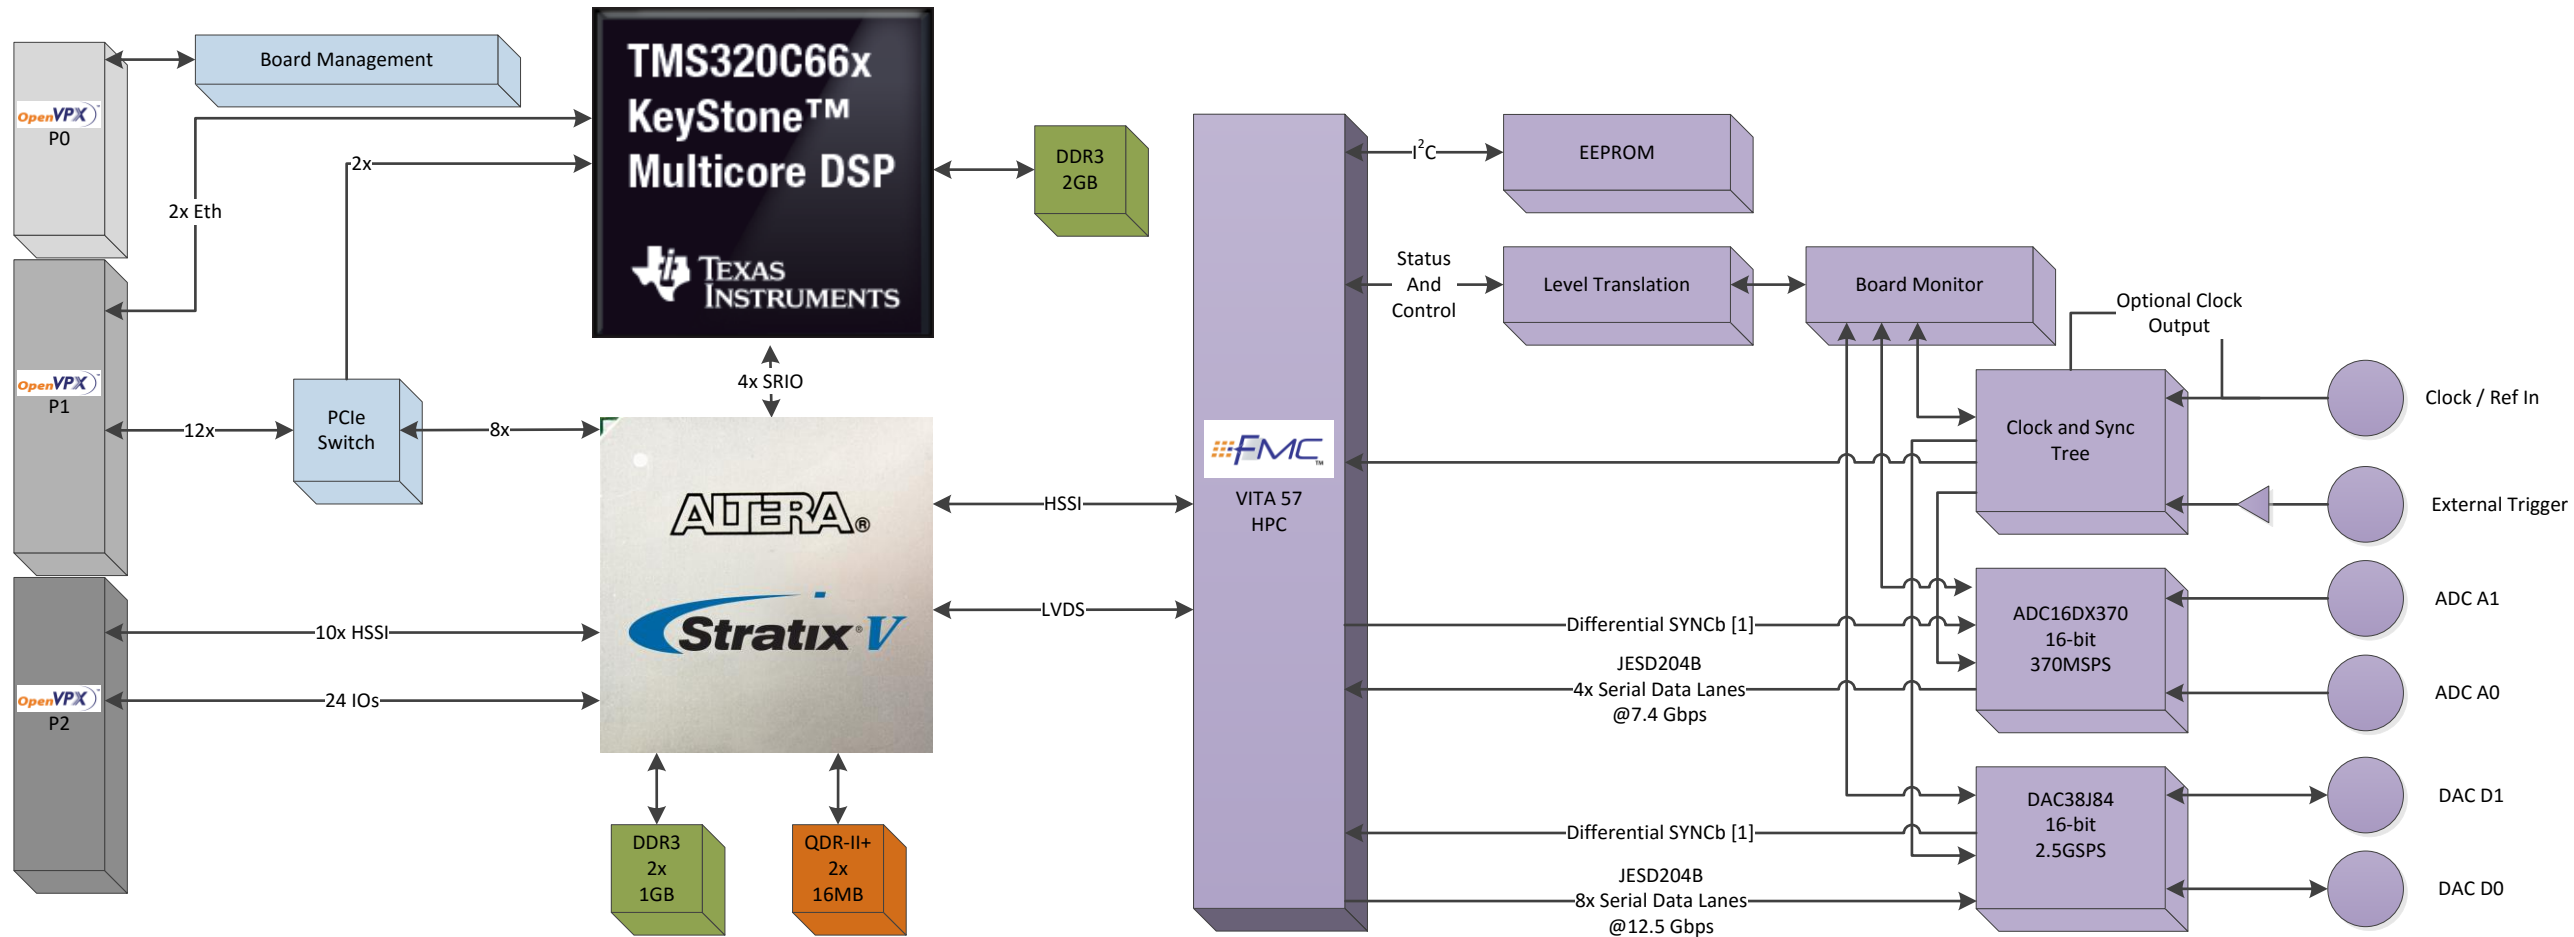 OpenVPX™
P0
Board Management
2x Eth
2x
TMS320C66x
KeyStone™
Multicore DSP
TEXAS
INSTRUMENTS
DDR3
2GB
OpenVPX™
P1
12x
PCIe
Switch
8x
4x SRIO
ALTERA®
Stratix® V
10x HSSI
24 IOs
OpenVPX™
P2
DDR3
2x
1GB
QDR-II+
2x
16MB
HSSI
LVDS
FMC™
VITA 57
HPC
I²C
EEPROM
Status
And
Control
Level Translation
Board Monitor
Optional Clock
Output
Clock and Sync
Tree
Clock / Ref In
External Trigger
Differential SYNCb [1]
JESD204B
4x Serial Data Lanes
@7.4 Gbps
ADC16DX370
16-bit
370MSPS
ADC A1
ADC A0
Differential SYNCb [1]
JESD204B
8x Serial Data Lanes
@12.5 Gbps
DAC38J84
16-bit
2.5GSPS
DAC D1
DAC D0